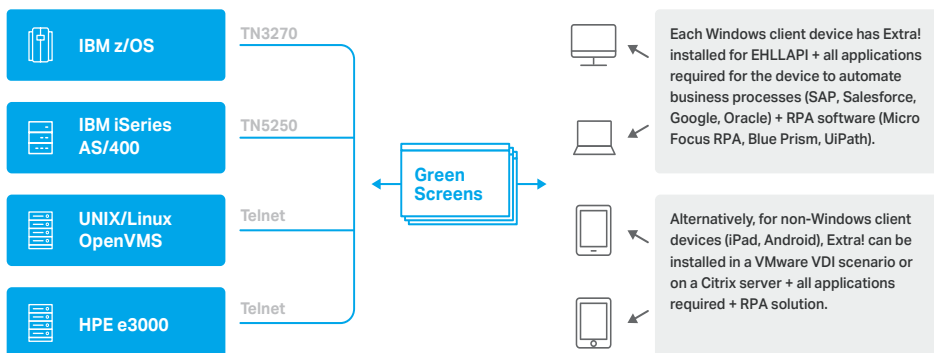 IBM z/OS
TN3270
IBM iSeries
AS/400
TN5250
UNIX/Linux
OpenVMS
Telnet
HPE e3000
Telnet
Green
Screens
Each Windows client device has Extra!
installed for EHLLAPI + all applications
required for the device to automate
business processes (SAP, Salesforce,
Google, Oracle) + RPA software (Micro
Focus RPA, Blue Prism, UiPath).
Alternatively, for non-Windows client
devices (iPad, Android), Extra! can be
installed in a VMware VDI scenario or
on a Citrix server + all applications
required + RPA solution.